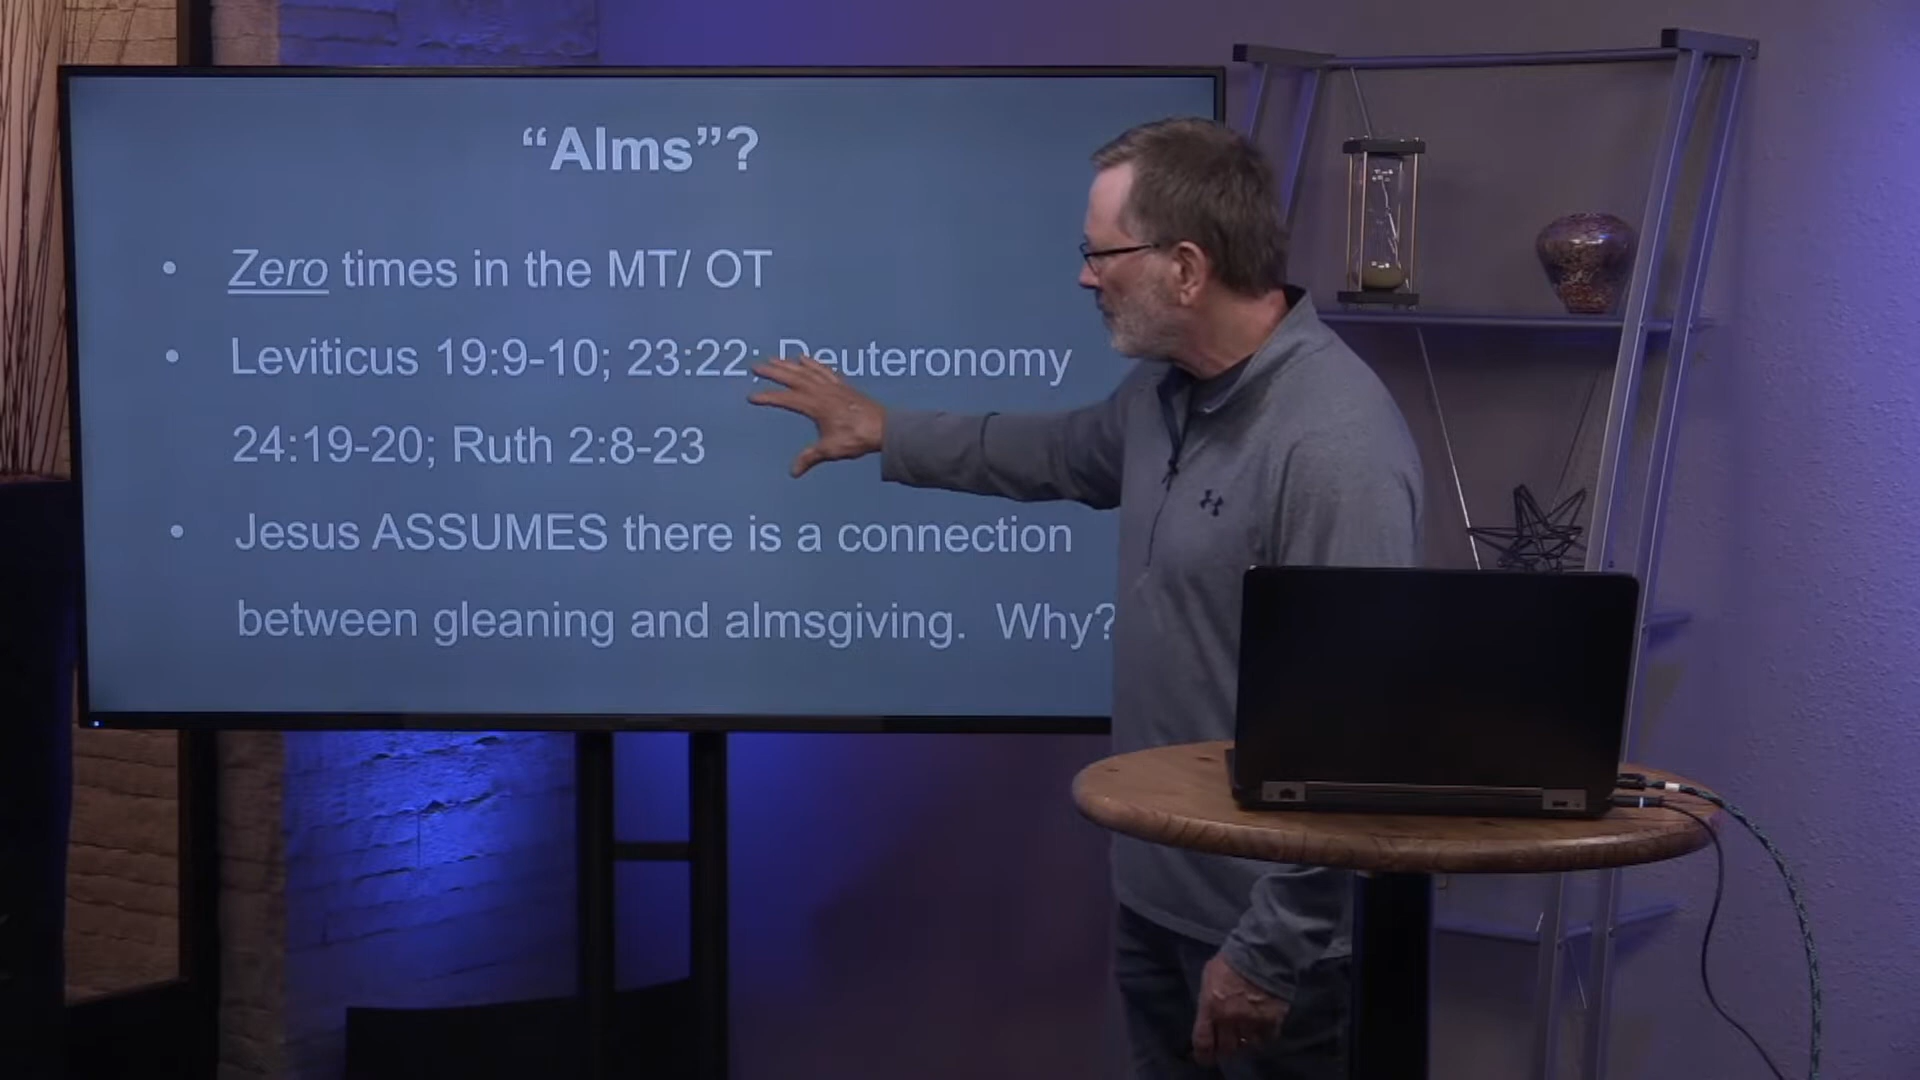 “Alms”?
• Zero times in the MT/ OT
• Leviticus 19:9-10; 23:22; Deuteronomy
24:19-20; Ruth 2:8-23
• Jesus ASSUMES there is a connection
between gleaning and almsgiving. Why?